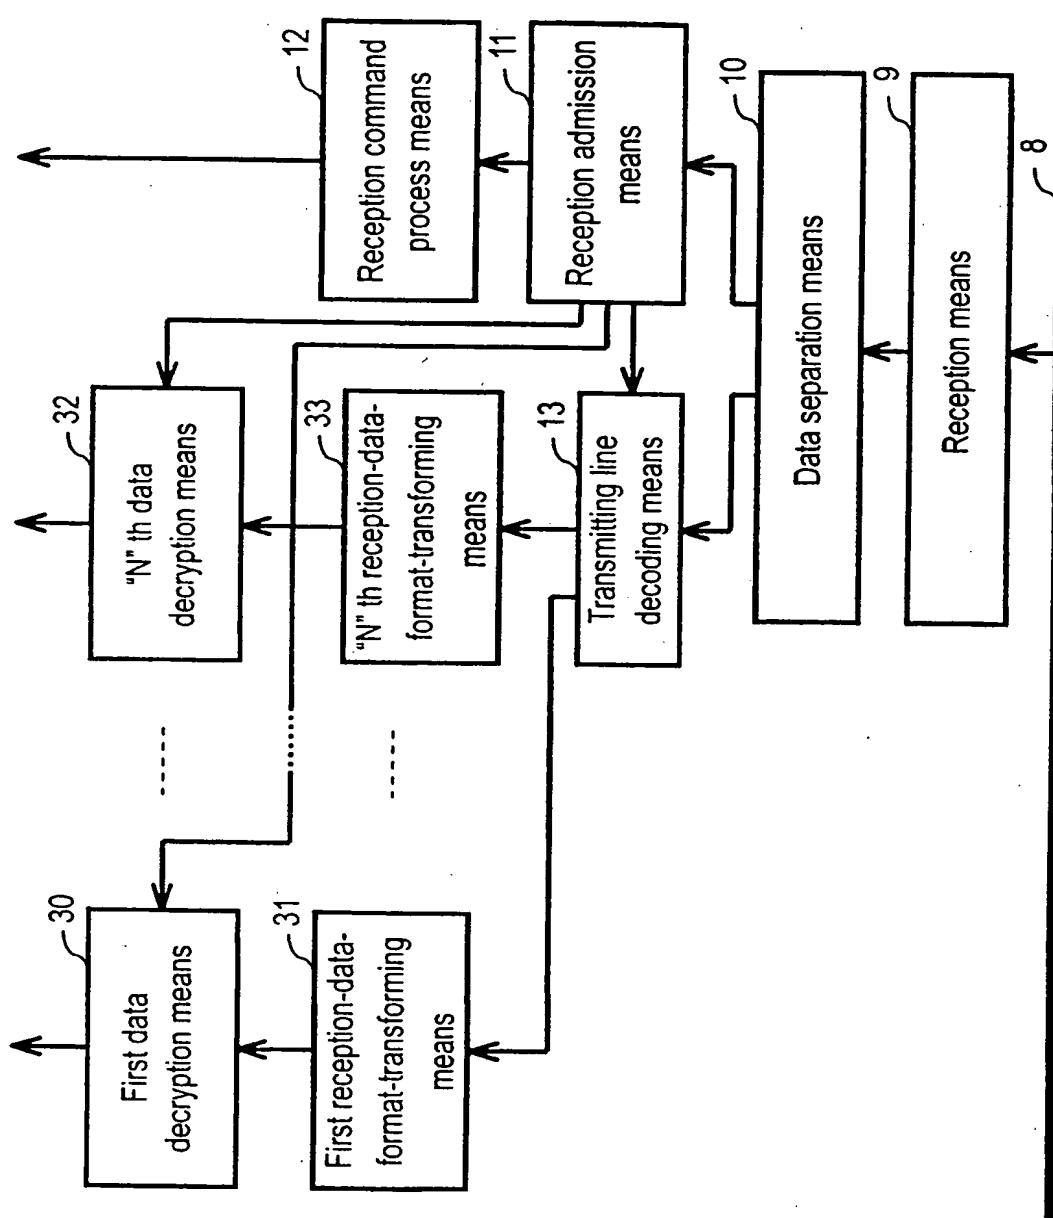 12
Reception command
process means
11
Reception admission
means
32
“N” th data
decryption means
33
“N” th reception-data-
format-transforming
means
13
Transmitting line
decoding means
10
Data separation means
9
Reception means
8
30
First data
decryption means
31
First reception-data-
format-transforming
means